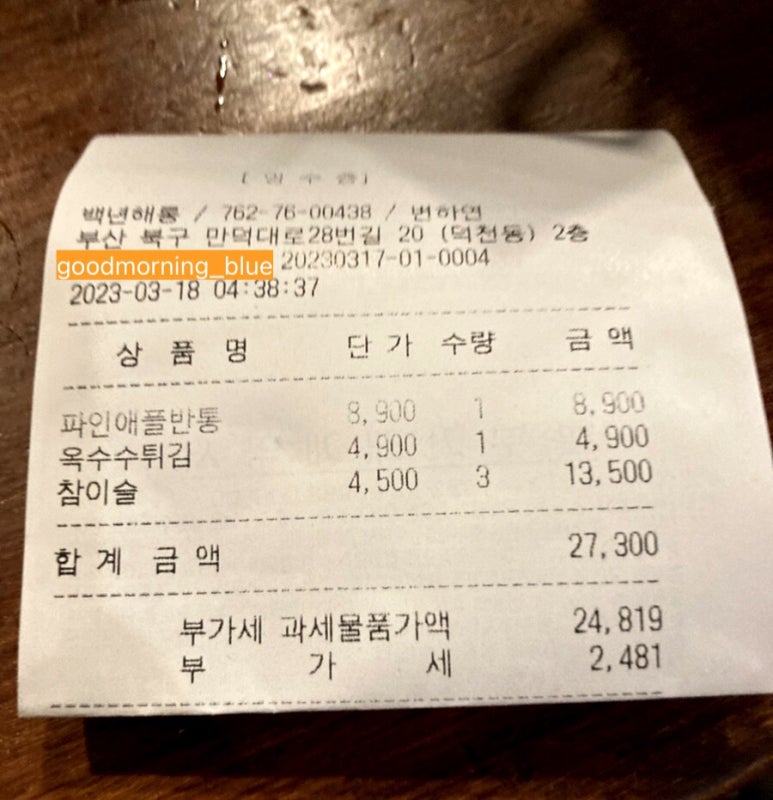 [영 수 증]
백년해롱 / 762-76-00438 / 변하연
부산 북구 만덕대로28번길 20 (덕천동) 2층
goodmorning_blue 20230317-01-0004
2023-03-18 04:38:37
상 품 명 단 가 수량 금 액
파인애플반통 8,900 1 8,900
옥수수튀김 4,900 1 4,900
참이슬 4,500 3 13,500
합 계 금 액 27,300
부가세 과세물품가액 24,819
부 가 세 2,481